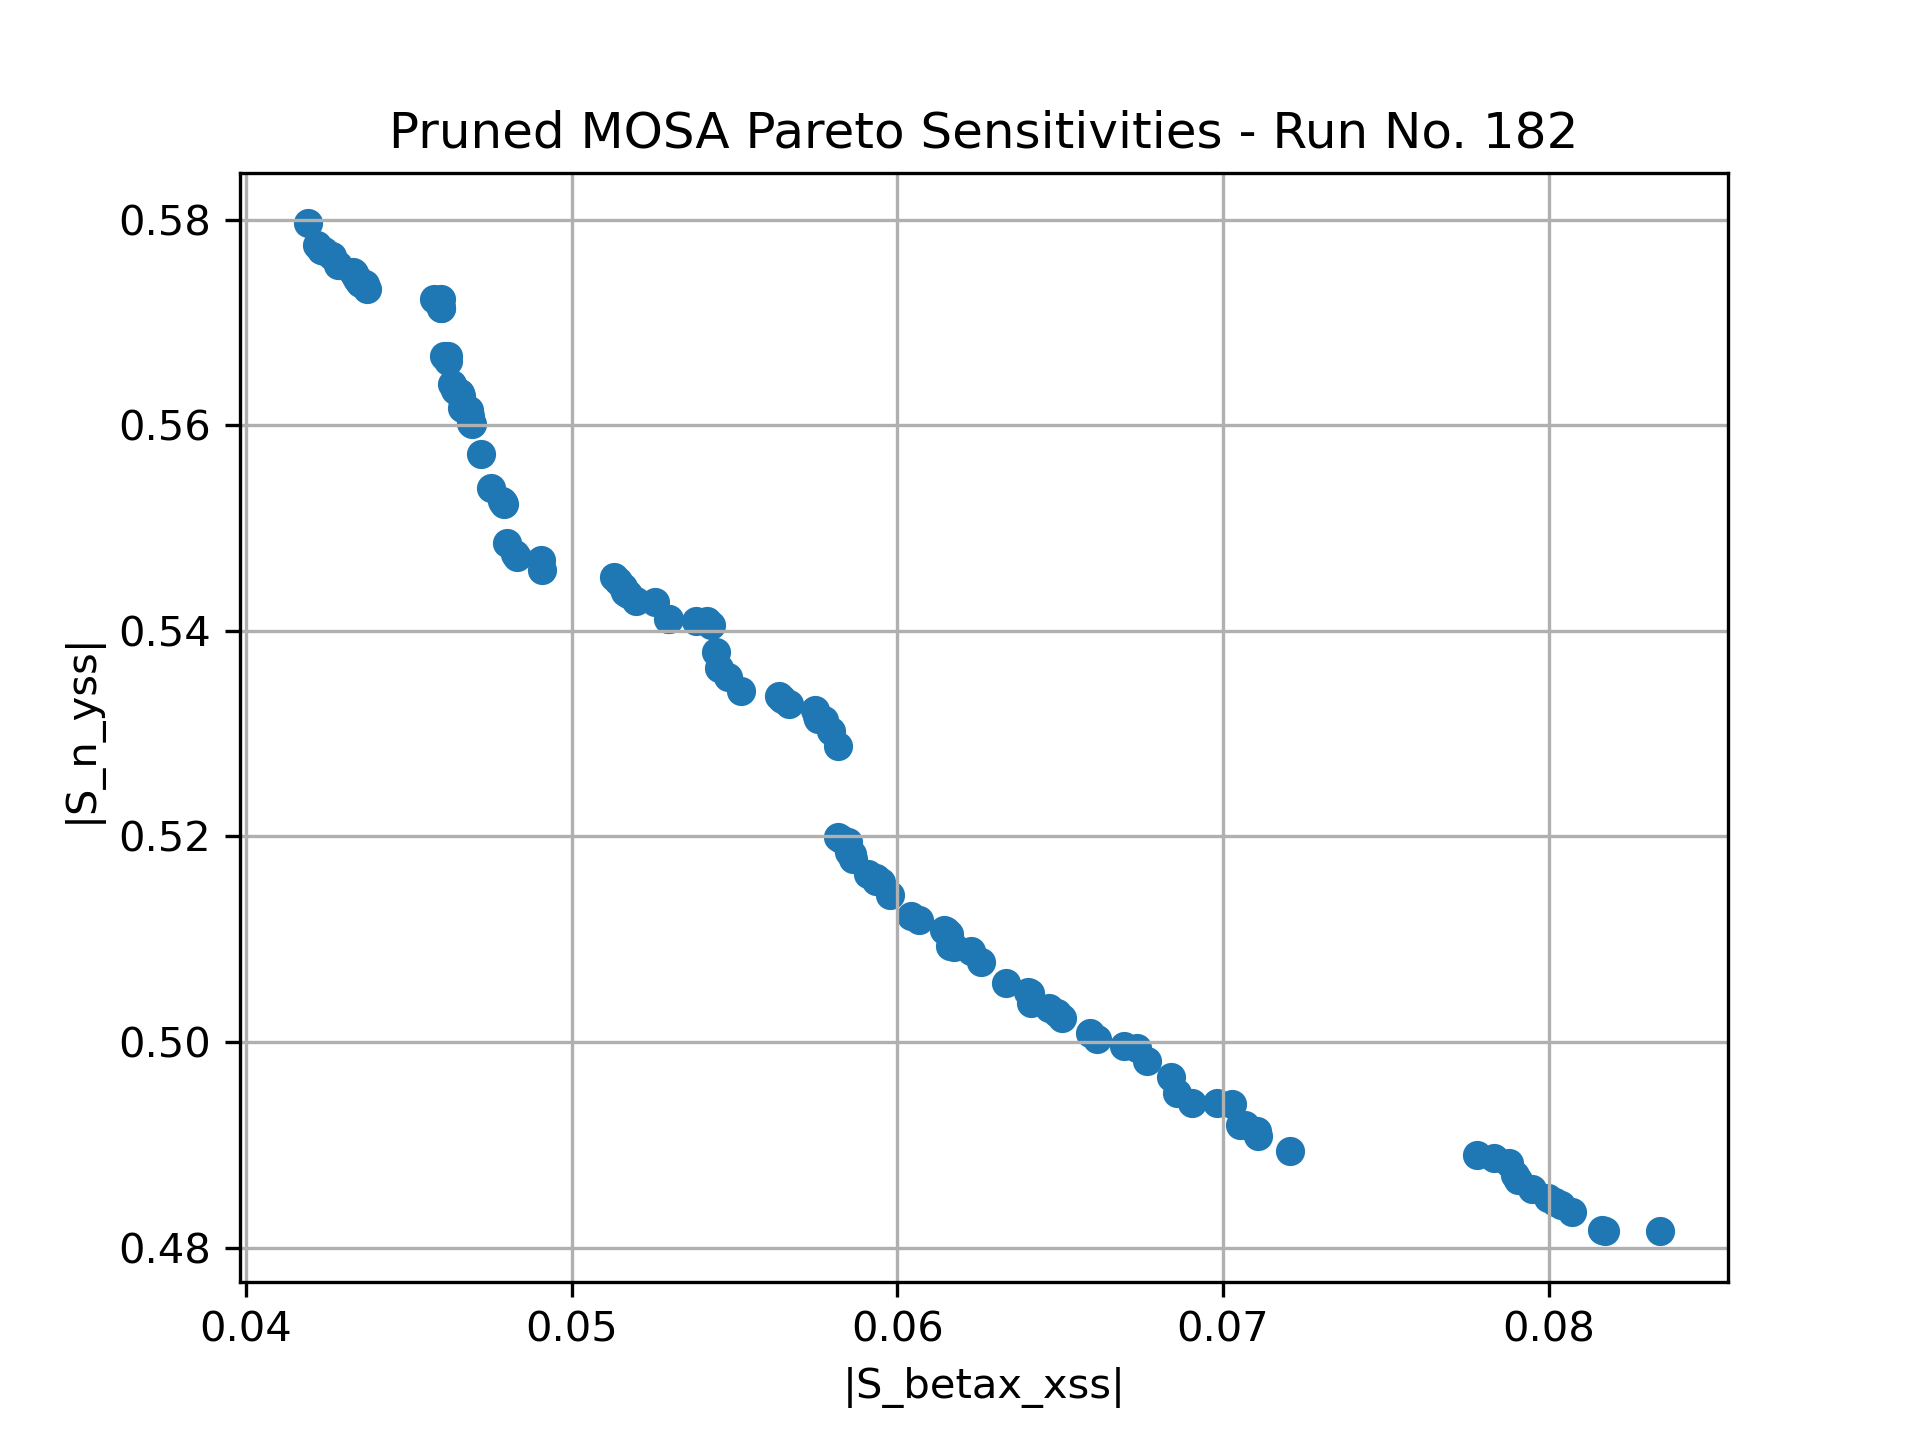 Pruned MOSA Pareto Sensitivities - Run No. 182
|S_n_yss|
0.58
0.56
0.54
0.52
0.50
0.48
0.04 0.05 0.06 0.07 0.08
|S_betax_xss|